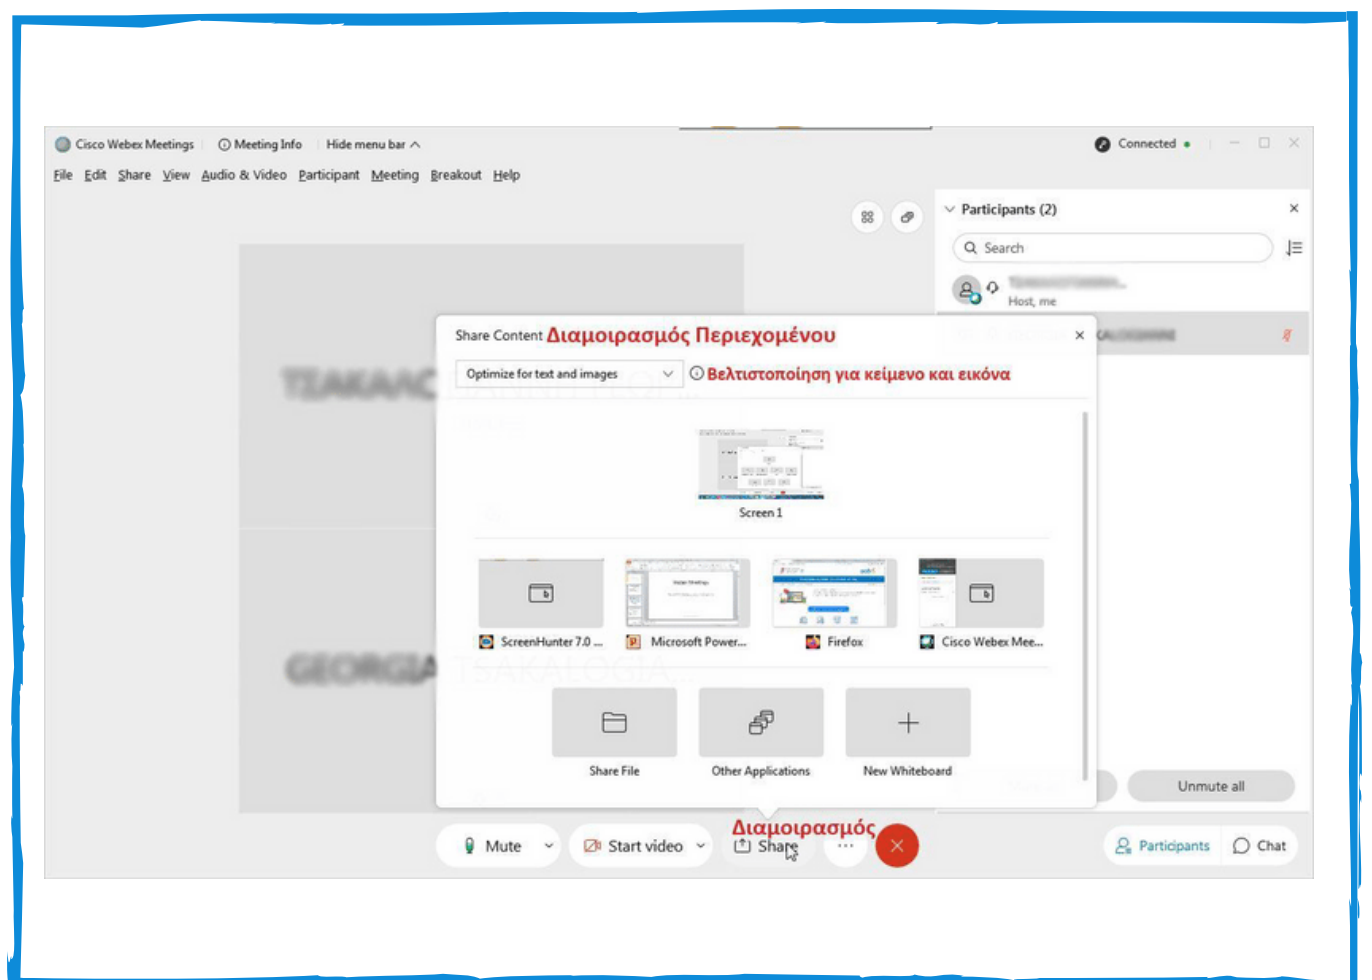 Cisco Webex Meetings Meeting Info Hide menu bar Connected
File Edit Share View Audio & Video Participant Meeting Breakout Help
Participants (2)
Search
Host, me
Share Content Διαμοιρασμός Περιεχομένου
Optimize for text and images Βελτιστοποίηση για κείμενο και εικόνα
Screen 1
ScreenHunter 7.0 ... Microsoft Power... Firefox Cisco Webex Mee...
GEORGIA TSAKALOGIA...
Share File Other Applications New Whiteboard
Unmute all
Διαμοιρασμός
Mute Start video Share Participants Chat